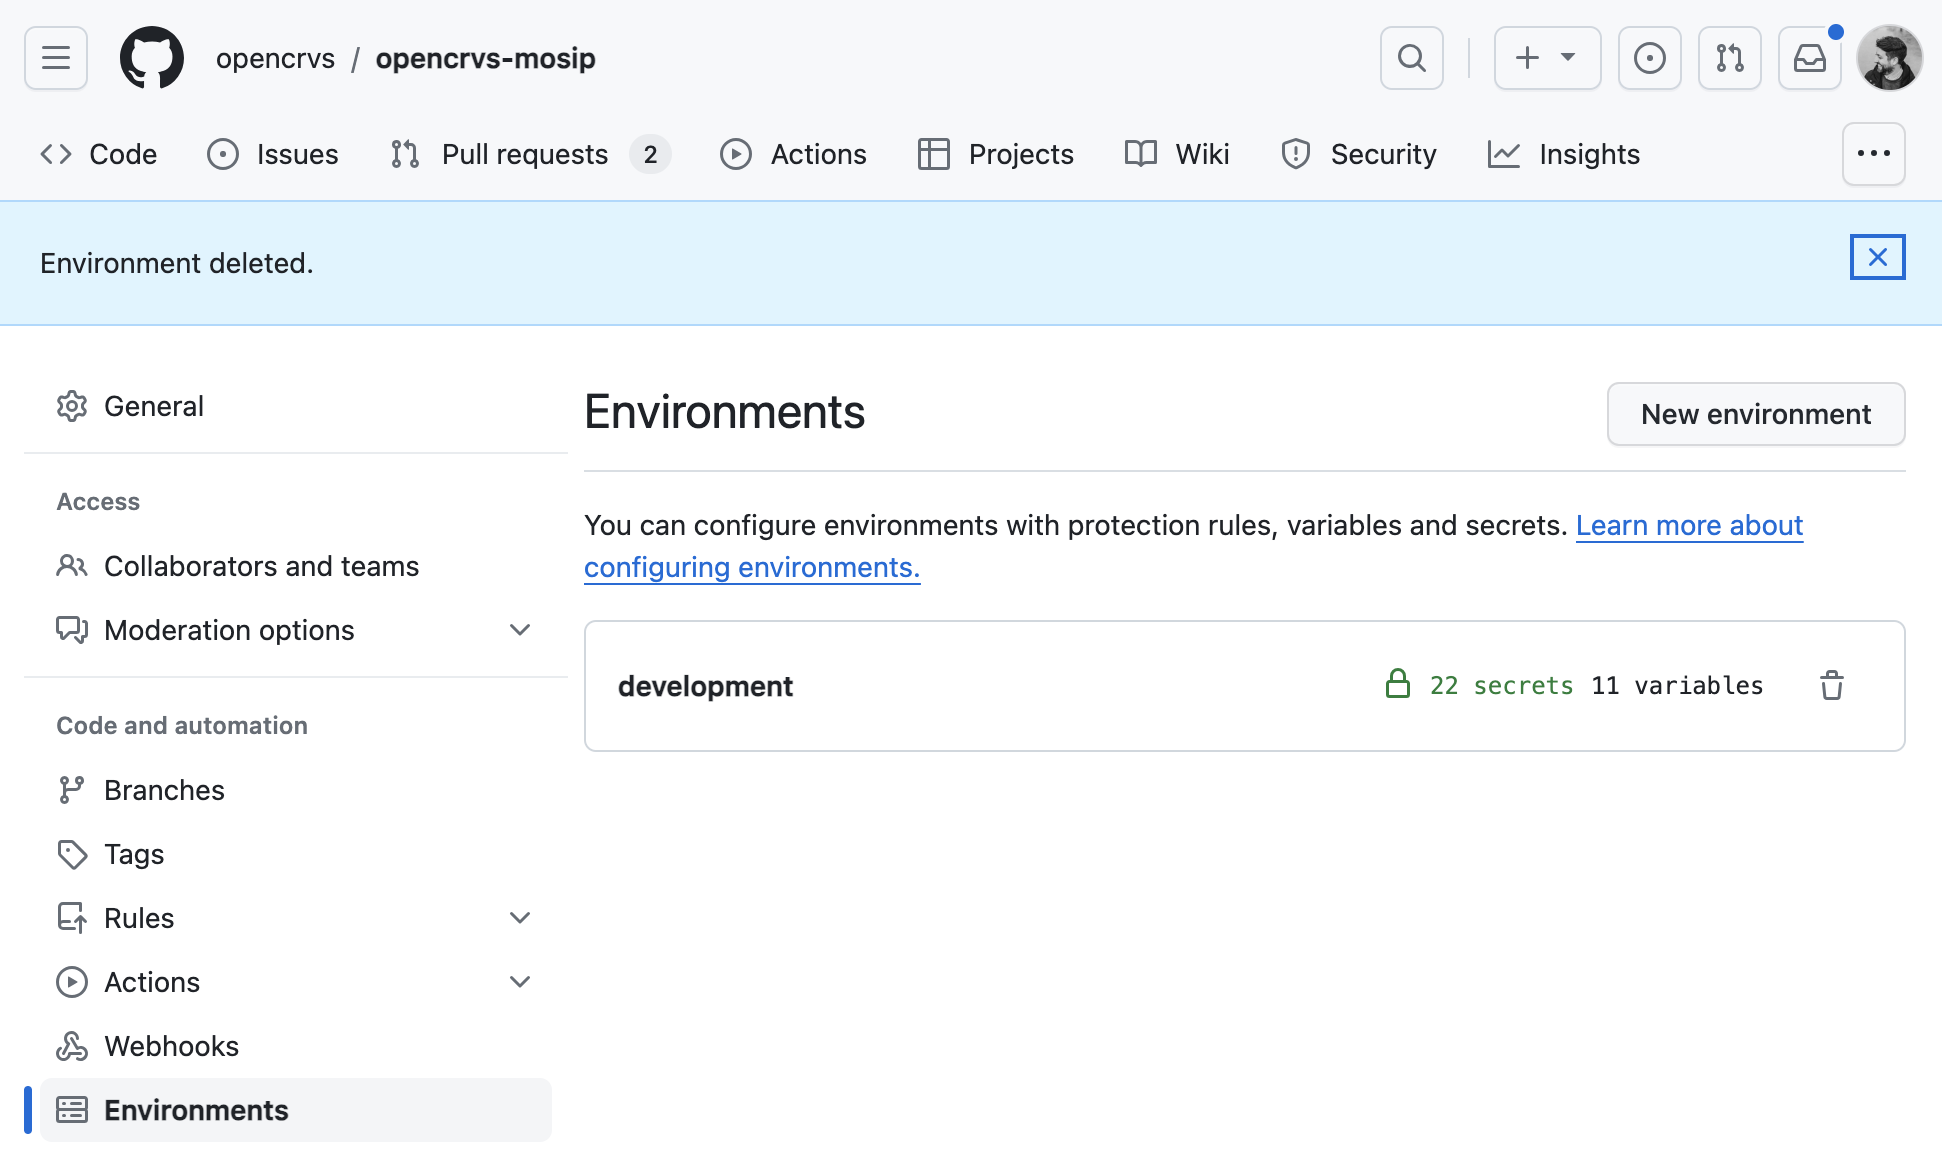 opencrvs / opencrvs-mosip
Code Issues Pull requests 2 Actions Projects Wiki Security Insights
Environment deleted.
General
Access
Collaborators and teams
Moderation options
Code and automation
Branches
Tags
Rules
Actions
Webhooks
Environments
Environments
New environment
You can configure environments with protection rules, variables and secrets. Learn more about
configuring environments.
development 22 secrets 11 variables